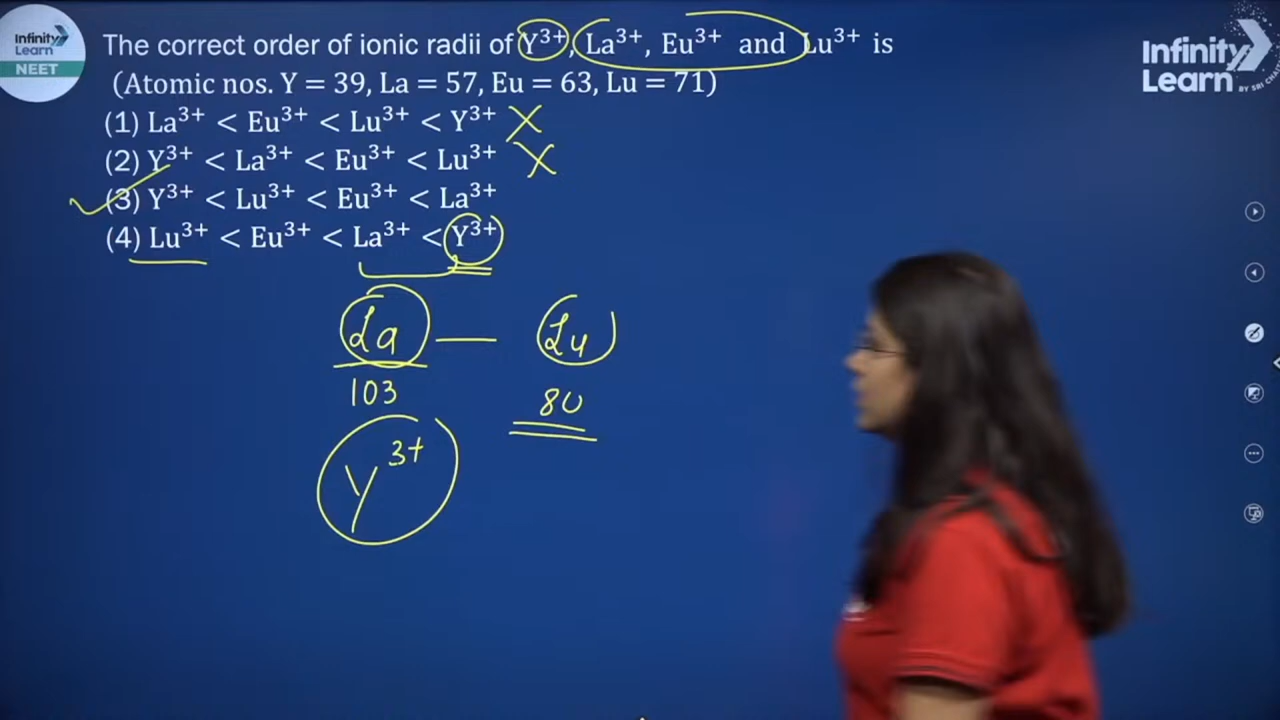 Infinity
Learn
NEET
The correct order of ionic radii of Y³⁺, La³⁺, Eu³⁺ and Lu³⁺ is
(Atomic nos. Y = 39, La = 57, Eu = 63, Lu = 71)
(1) La³⁺ < Eu³⁺ < Lu³⁺ < Y³⁺ X
(2) Y³⁺ < La³⁺ < Eu³⁺ < Lu³⁺ X
(3) Y³⁺ < Lu³⁺ < Eu³⁺ < La³⁺
(4) Lu³⁺ < Eu³⁺ < La³⁺ < Y³⁺
La — Lu
103 80
Y³⁺
Infinity
Learn
BY SRI